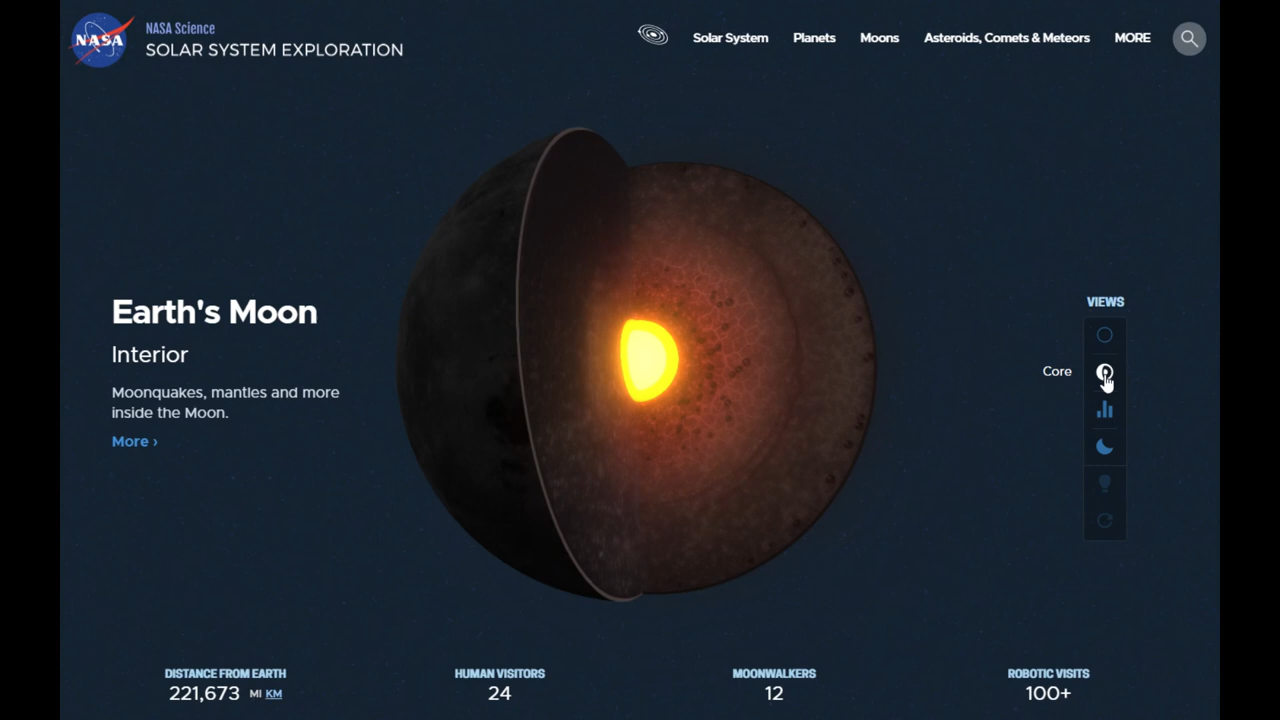 NASA
NASA Science
SOLAR SYSTEM EXPLORATION
Solar System
Planets
Moons
Asteroids, Comets & Meteors
MORE
Earth's Moon
Interior
Moonquakes, mantles and more
inside the Moon.
More ›
VIEWS
Core
DISTANCE FROM EARTH
221,673 MI KM
HUMAN VISITORS
24
MOONWALKERS
12
ROBOTIC VISITS
100+